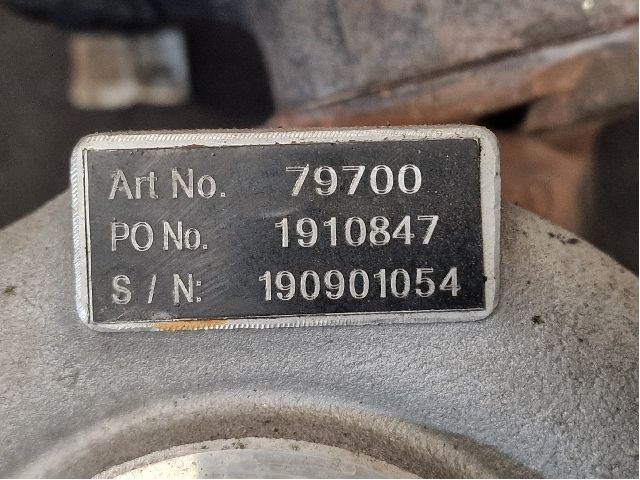 Art No. 79700
PO No. 1910847
S / N: 190901054